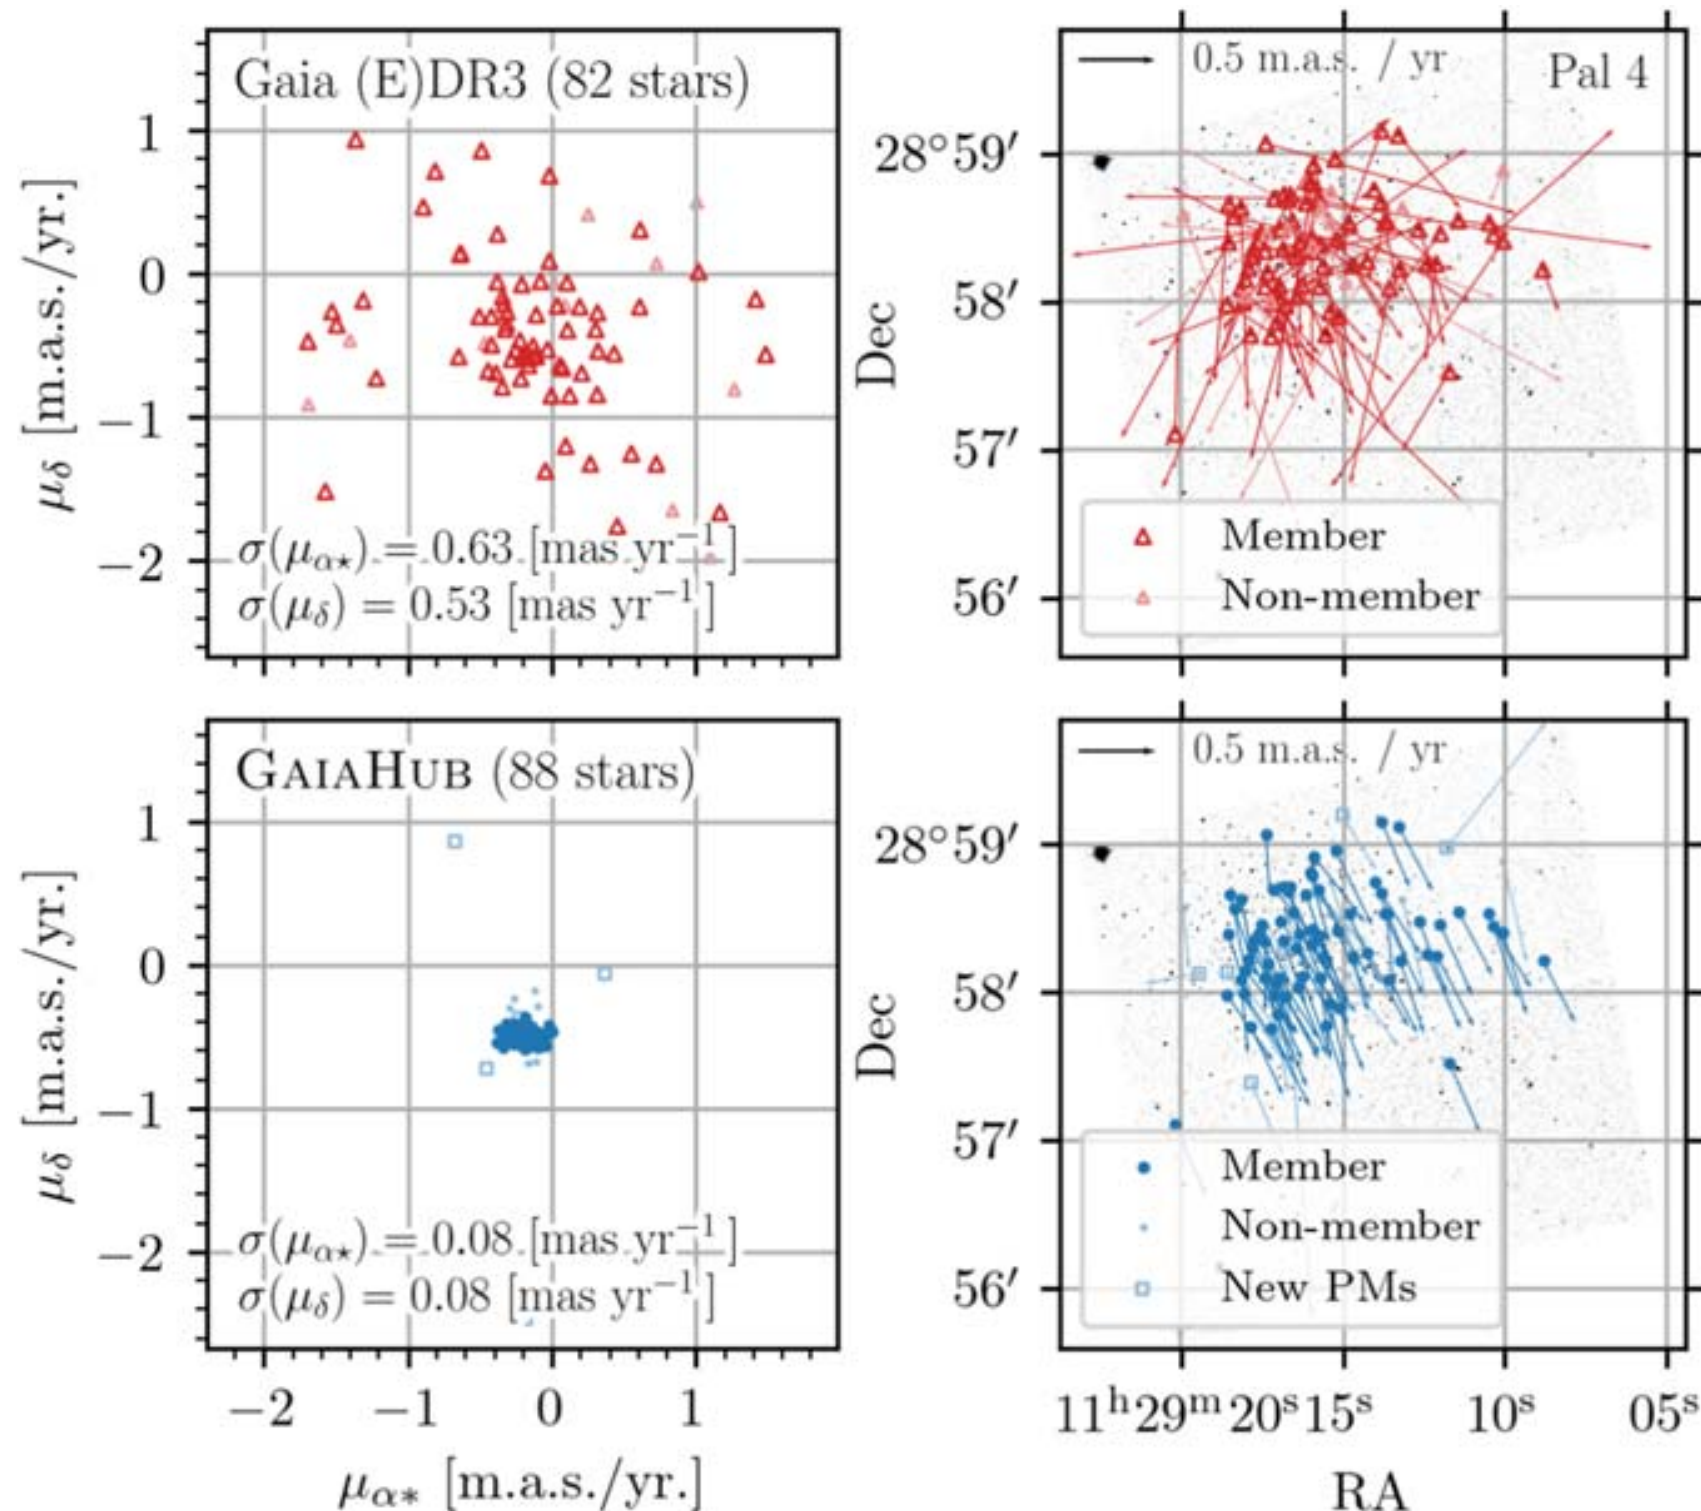 Gaia (E)DR3 (82 stars)
1
0
−1
−2
μδ [m.a.s./yr.]
σ(μα⋆) = 0.63 [mas yr⁻¹]
σ(μδ) = 0.53 [mas yr⁻¹]
0.5 m.a.s. / yr
Pal 4
28°59′
58′
57′
56′
Dec
Member
Non-member
GAIAHUB (88 stars)
1
0
−1
−2
μδ [m.a.s./yr.]
σ(μα⋆) = 0.08 [mas yr⁻¹]
σ(μδ) = 0.08 [mas yr⁻¹]
−2 −1 0 1
μα* [m.a.s./yr.]
0.5 m.a.s. / yr
28°59′
58′
57′
56′
Dec
Member
Non-member
New PMs
11ʰ29ᵐ20ˢ 15ˢ 10ˢ 05ˢ
RA